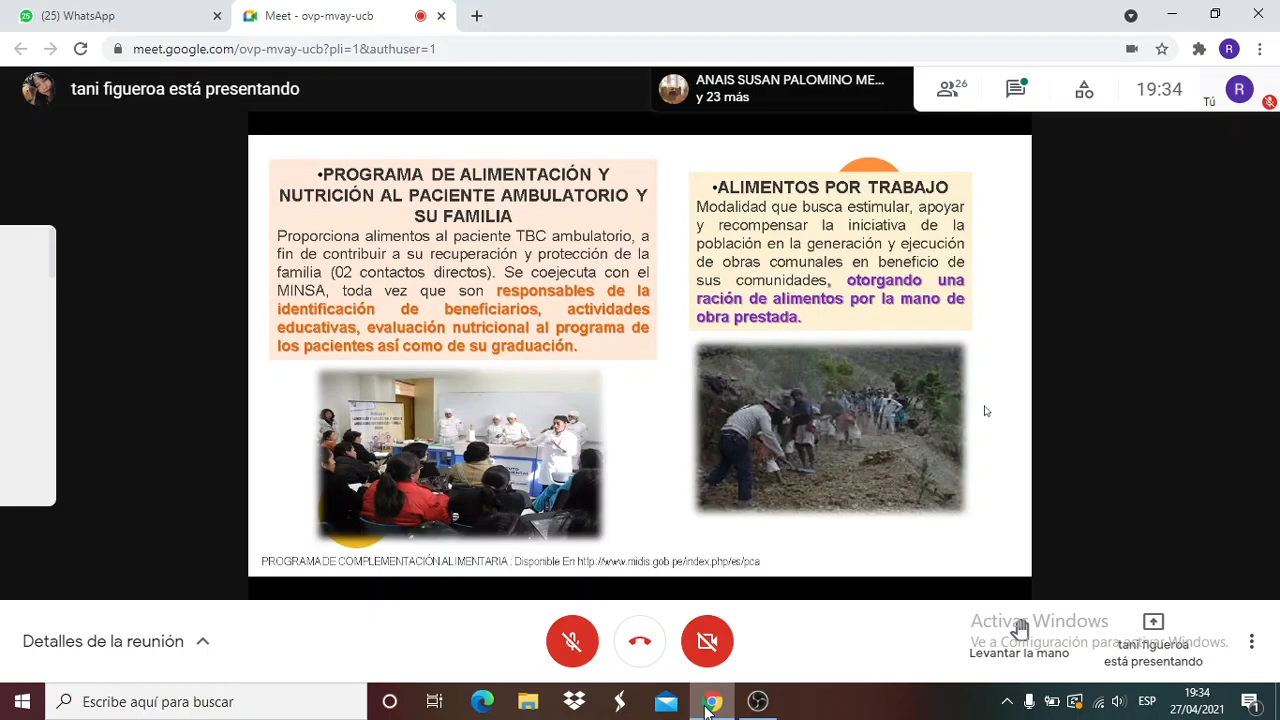 (25) WhatsApp
Meet - ovp-mvay-ucb
meet.google.com/ovp-mvay-ucb?pli=1&authuser=1
R
tani figueroa está presentando
ANAIS SUSAN PALOMINO ME...
y 23 más
26
19:34
Tú
R
•PROGRAMA DE ALIMENTACIÓN Y
NUTRICIÓN AL PACIENTE AMBULATORIO Y
SU FAMILIA
Proporciona alimentos al paciente TBC ambulatorio, a
fin de contribuir a su recuperación y protección de la
familia (02 contactos directos). Se coejecuta con el
MINSA, toda vez que son responsables de la
identificación de beneficiarios, actividades
educativas, evaluación nutricional al programa de
los pacientes así como de su graduación.
•ALIMENTOS POR TRABAJO
Modalidad que busca estimular, apoyar
y recompensar la iniciativa de la
población en la generación y ejecución
de obras comunales en beneficio de
sus comunidades, otorgando una
ración de alimentos por la mano de
obra prestada.
PROGRAMA DE COMPLEMENTACIÓN ALIMENTARIA : Disponible En http://www.midis.gob.pe/index.php/es/pca
Detalles de la reunión
Activar Windows
Ve a Configuración para activar Windows.
Levantar la mano
tani figueroa
está presentando
Escribe aquí para buscar
ESP
19:34
27/04/2021
1